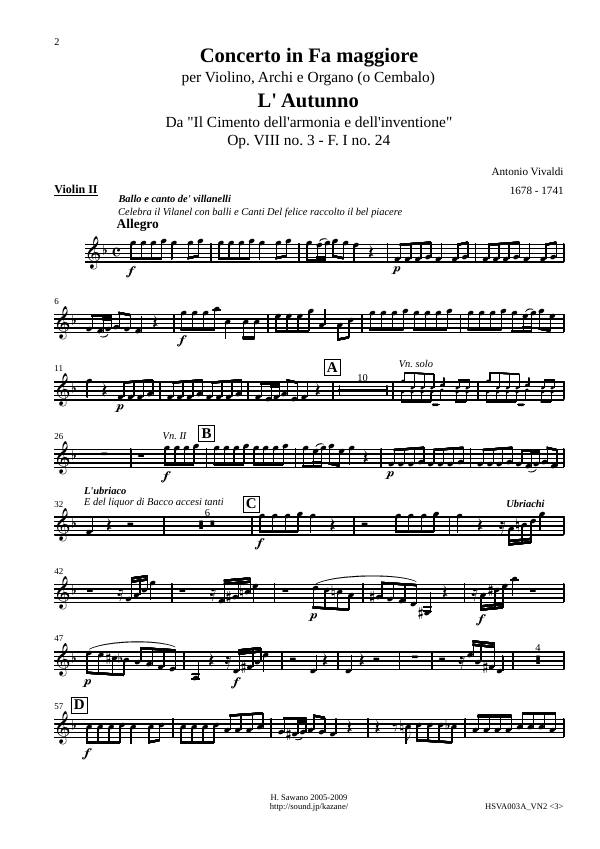 2
Concerto in Fa maggiore
per Violino, Archi e Organo (o Cembalo)
L' Autunno
Da "Il Cimento dell'armonia e dell'inventione"
Op. VIII no. 3 - F. I no. 24
Antonio Vivaldi
1678 - 1741
Violin II
Ballo e canto de' villanelli
Celebra il Vilanel con balli e Canti Del felice raccolto il bel piacere
Allegro
f
p
6
f
11
A
10
Vn. solo
p
26
Vn. II
B
f
p
L'ubriaco
E del liquor di Bacco accesi tanti
32
6
C
Ubriachi
f
42
p
f
47
4
p
f
57
D
f
H. Sawano 2005-2009
http://sound.jp/kazane/
HSVA003A_VN2 <3>